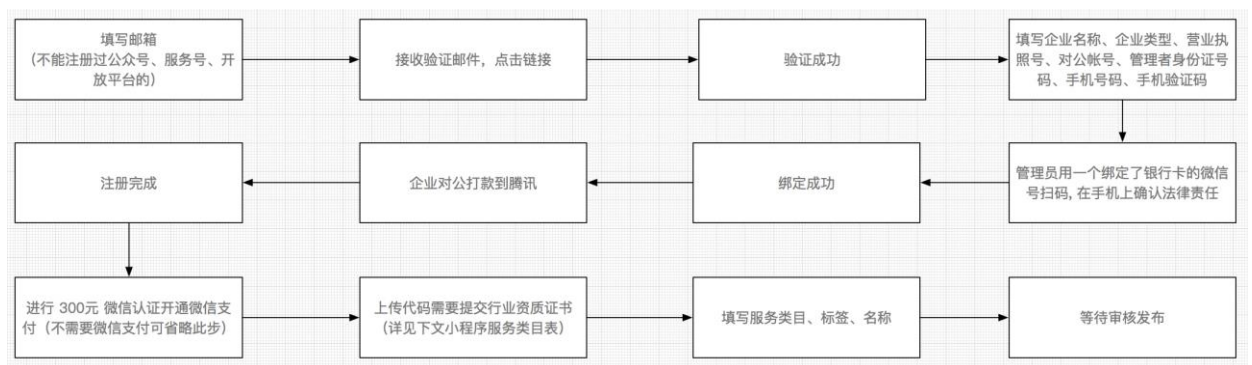 填写邮箱
（不能注册过公众号、服务号、开
放平台的）
接收验证邮件，点击链接
验证成功
填写企业名称、企业类型、营业执
照号、对公帐号、管理者身份证号
码、手机号码、手机验证码
管理员用一个绑定了银行卡的微信
号扫码, 在手机上确认法律责任
绑定成功
企业对公打款到腾讯
注册完成
进行 300元 微信认证开通微信支
付（不需要微信支付可省略此步）
上传代码需要提交行业资质证书
（详见下文小程序服务类目表）
填写服务类目、标签、名称
等待审核发布